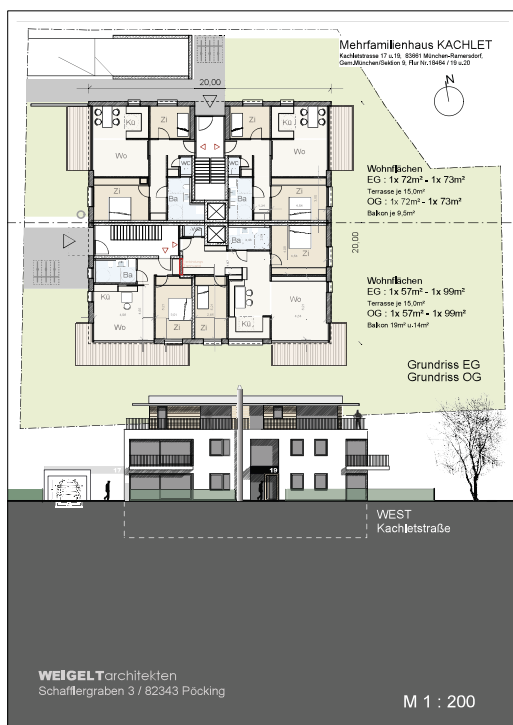 Mehrfamilienhaus KACHLET
Kachletstrasse 17 u.19, 83661 München-Ramersdorf,
Gem.München/Sektion 9, Flur Nr.18464 / 19 u.20
N
20.00
Kü
Zi
Zi
Kü
Wo
WC
WC
Wo
Zi
Ba
Ba
Zi
Wohnflächen
EG : 1x 72m² - 1x 73m²
Terrasse je 15,0m²
OG : 1x 72m² - 1x 73m²
Balkon je 9,5m²
20.00
Ba
Zi
Ba
Kü
Wo
Zi
Zi
Kü
Wo
Wohnflächen
EG : 1x 57m² - 1x 99m²
Terrasse je 15,0m²
OG : 1x 57m² - 1x 99m²
Balkon 19m² u.14m²
Grundriss EG
Grundriss OG
17
19
WEST
Kachletstraße
WEIGELTarchitekten
Schafflergraben 3 / 82343 Pöcking
M 1 : 200